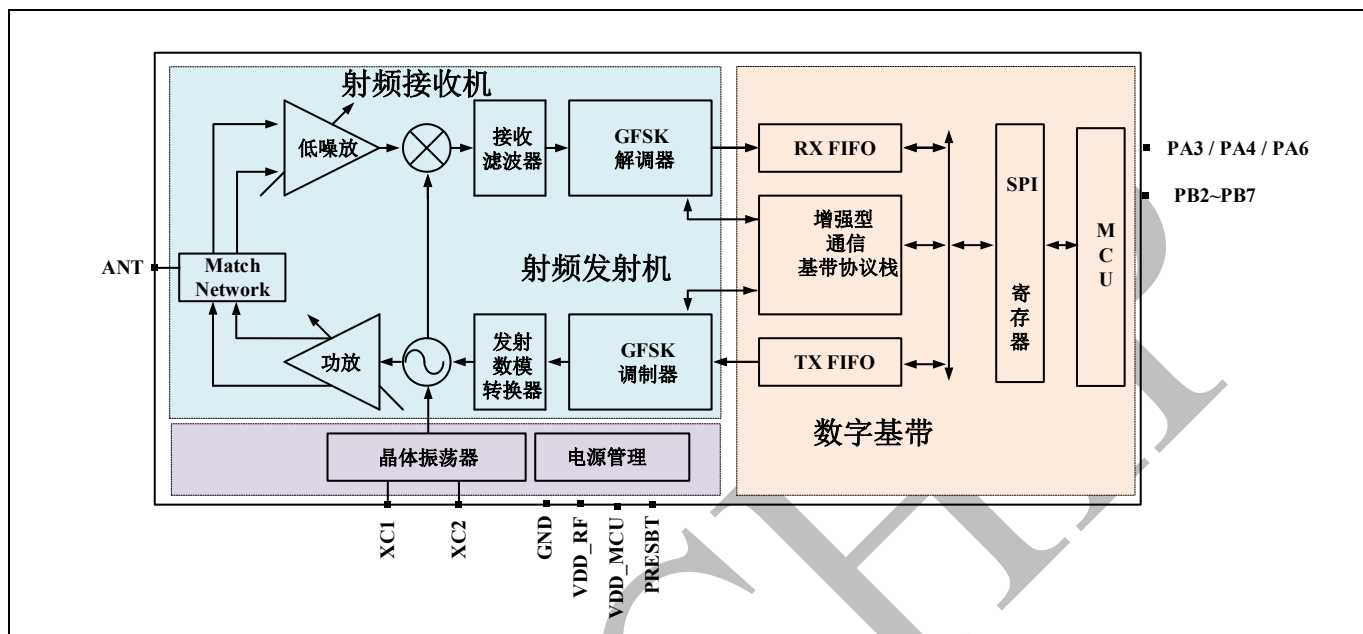 射频接收机
低噪放
接收
滤波器
GFSK
解调器
RX FIFO
SPI
寄
存
器
M
C
U
PA3 / PA4 / PA6
PB2~PB7
增强型
通信
基带协议栈
ANT
Match
Network
射频发射机
功放
发射
数模
转换器
GFSK
调制器
TX FIFO
数字基带
晶体振荡器
电源管理
XC1
XC2
GND
VDD_RF
VDD_MCU
PRESBT